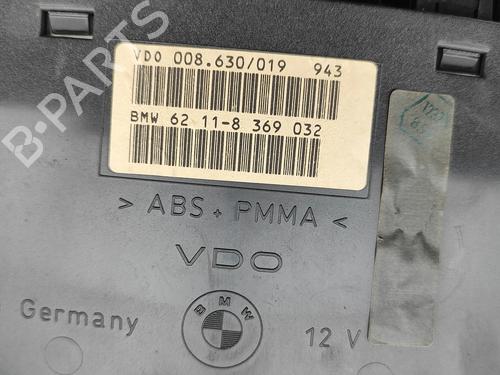 VDO 008.630/019 943
BMW 62 11-8 369 032
> ABS + PMMA <
VDO
Germany
BMW
12 V
B-PARTS